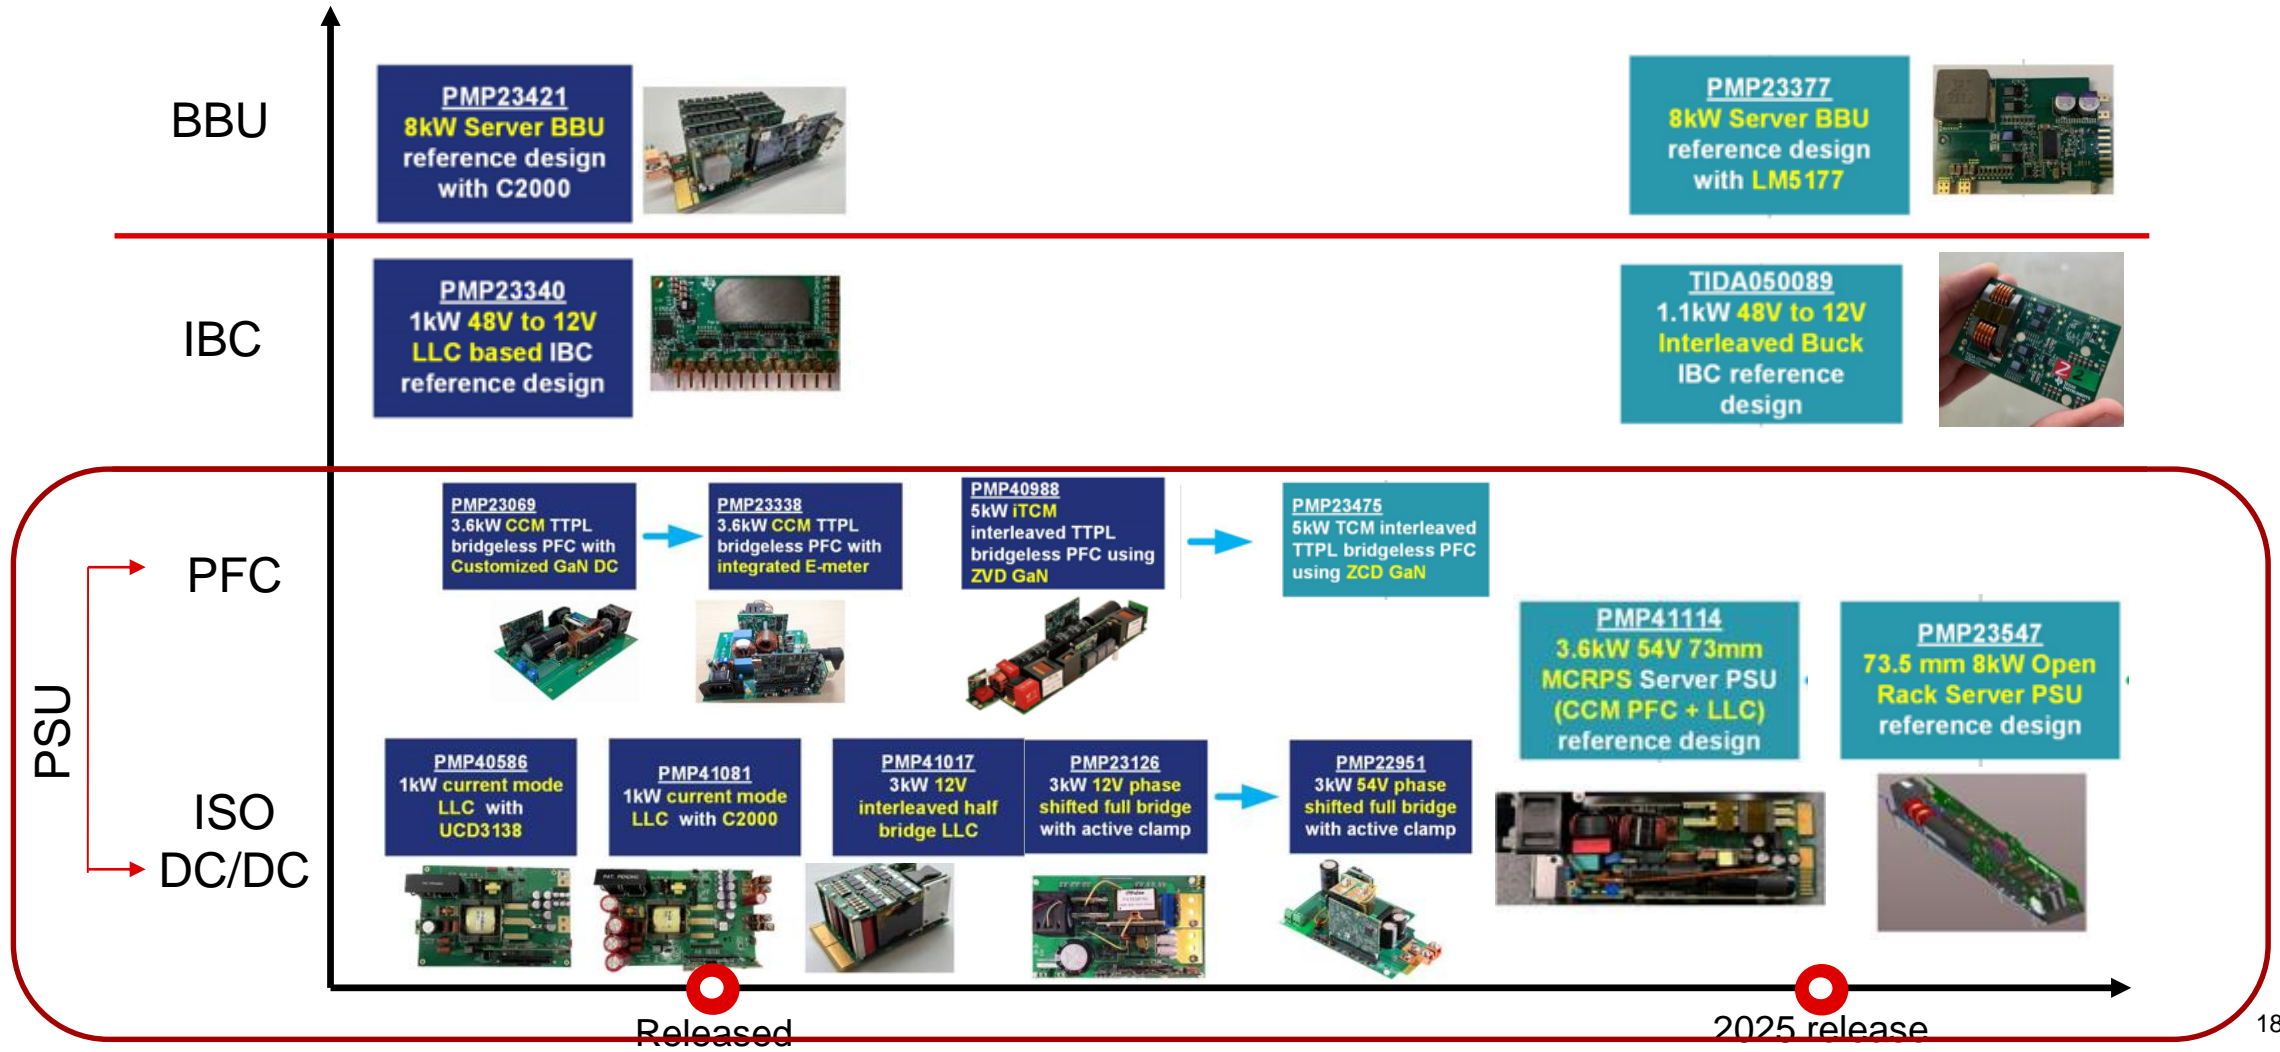 BBU
PMP23421
8kW Server BBU
reference design
with C2000
PMP23377
8kW Server BBU
reference design
with LM5177
IBC
PMP23340
1kW 48V to 12V
LLC based IBC
reference design
TIDA050089
1.1kW 48V to 12V
Interleaved Buck
IBC reference
design
PSU
PFC
PMP23069
3.6kW CCM TTPL
bridgeless PFC with
Customized GaN DC
PMP23338
3.6kW CCM TTPL
bridgeless PFC with
integrated E-meter
PMP40988
5kW iTCM
interleaved TTPL
bridgeless PFC using
ZVD GaN
PMP23475
5kW TCM interleaved
TTPL bridgeless PFC
using ZCD GaN
PMP41114
3.6kW 54V 73mm
MCRPS Server PSU
(CCM PFC + LLC)
reference design
PMP23547
73.5 mm 8kW Open
Rack Server PSU
reference design
ISO
DC/DC
PMP40586
1kW current mode
LLC with
UCD3138
PMP41081
1kW current mode
LLC with C2000
PMP41017
3kW 12V
interleaved half
bridge LLC
PMP23126
3kW 12V phase
shifted full bridge
with active clamp
PMP22951
3kW 54V phase
shifted full bridge
with active clamp
Released
2025 release
18